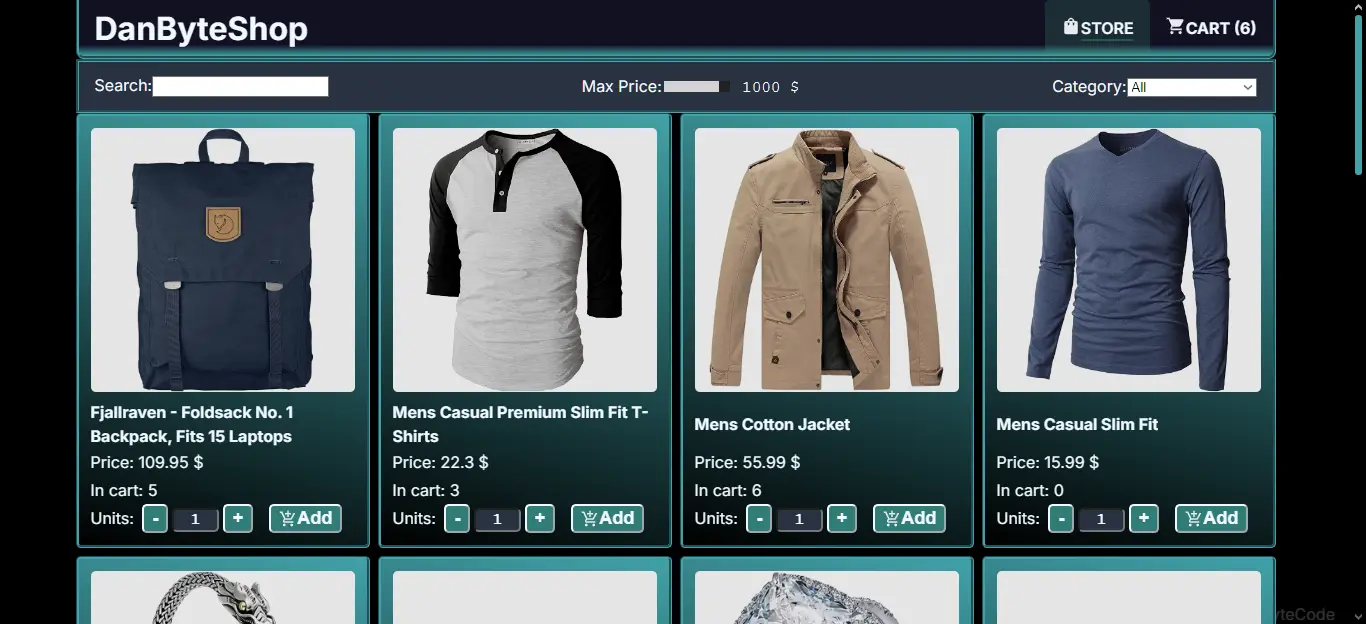 DanByteShop
STORE
CART (6)
Search:
Max Price: 1000 $
Category: All
Fjallraven - Foldsack No. 1
Backpack, Fits 15 Laptops
Price: 109.95 $
In cart: 5
Units: - 1 + Add
Mens Casual Premium Slim Fit T-
Shirts
Price: 22.3 $
In cart: 3
Units: - 1 + Add
Mens Cotton Jacket
Price: 55.99 $
In cart: 6
Units: - 1 + Add
Mens Casual Slim Fit
Price: 15.99 $
In cart: 0
Units: - 1 + Add
yteCode